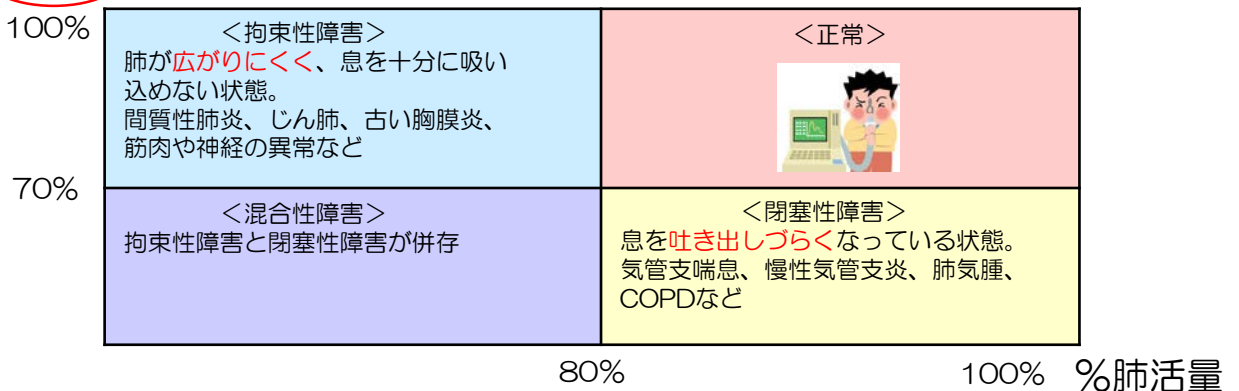 100%
＜拘束性障害＞
肺が広がりにくく、息を十分に吸い
込めない状態。
間質性肺炎、じん肺、古い胸膜炎、
筋肉や神経の異常など
＜正常＞
70%
＜混合性障害＞
拘束性障害と閉塞性障害が併存
＜閉塞性障害＞
息を吐き出しづらくなっている状態。
気管支喘息、慢性気管支炎、肺気腫、
COPDなど
80%
100%
%肺活量